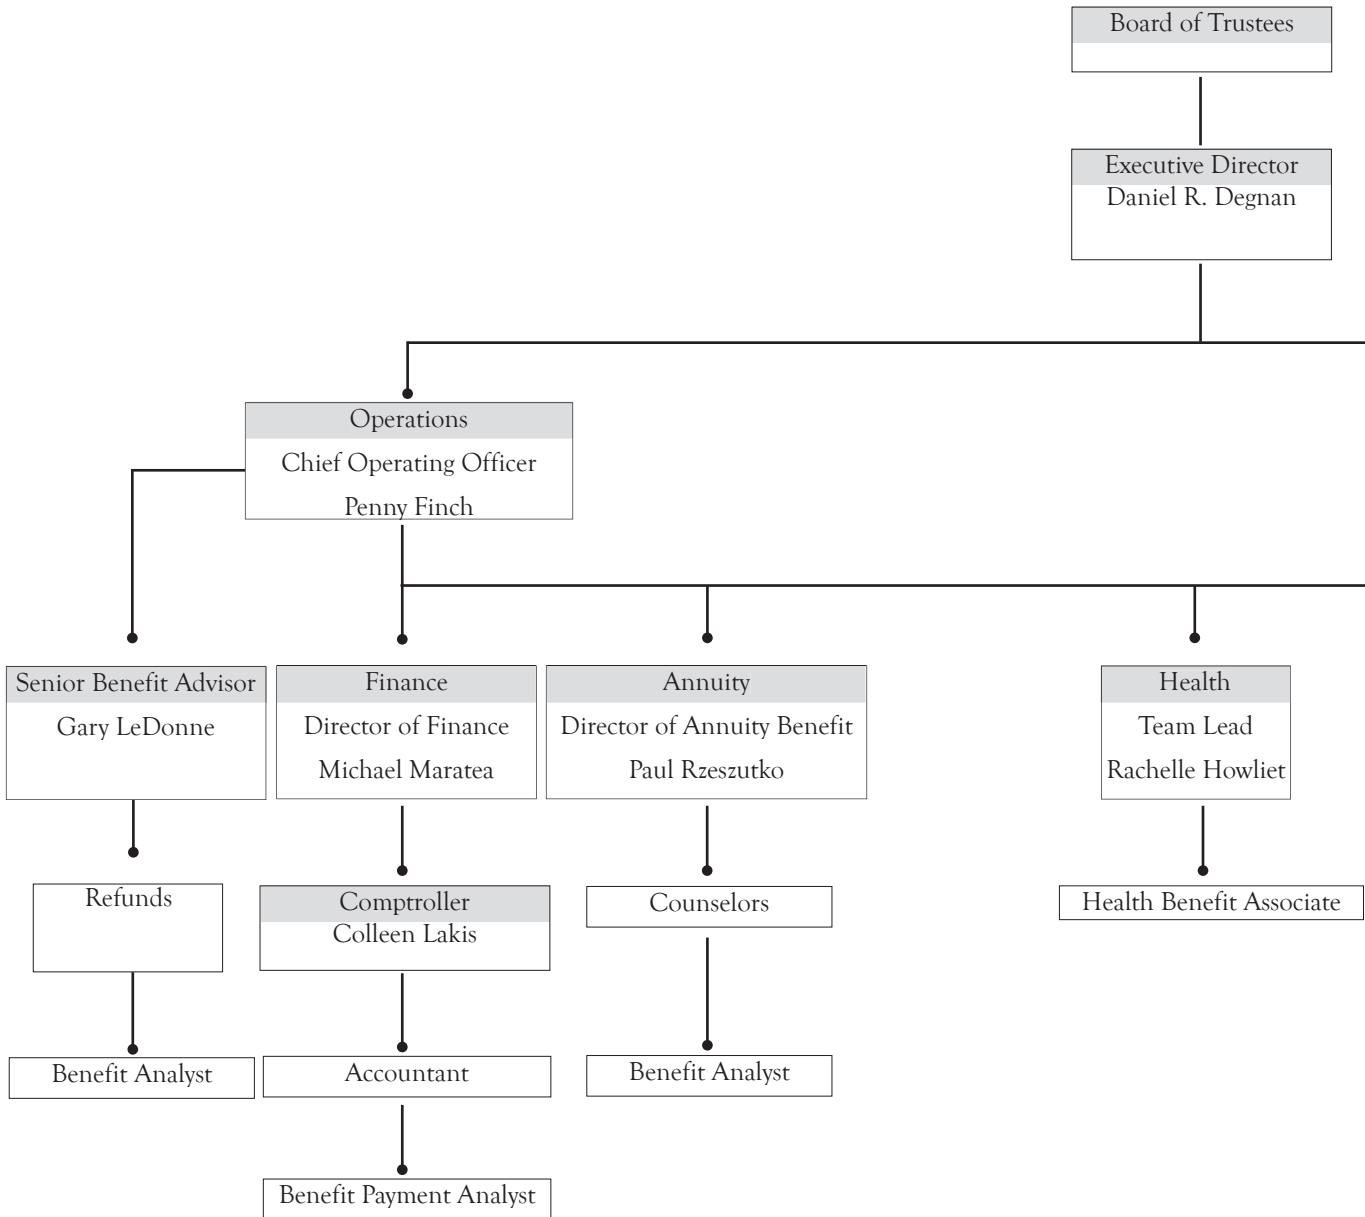 Board of Trustees
Executive Director
Daniel R. Degnan
Operations
Chief Operating Officer
Penny Finch
Senior Benefit Advisor
Gary LeDonne
Finance
Director of Finance
Michael Maratea
Annuity
Director of Annuity Benefit
Paul Rzeszutko
Health
Team Lead
Rachelle Howliet
Refunds
Comptroller
Colleen Lakis
Counselors
Health Benefit Associate
Benefit Analyst
Accountant
Benefit Analyst
Benefit Payment Analyst